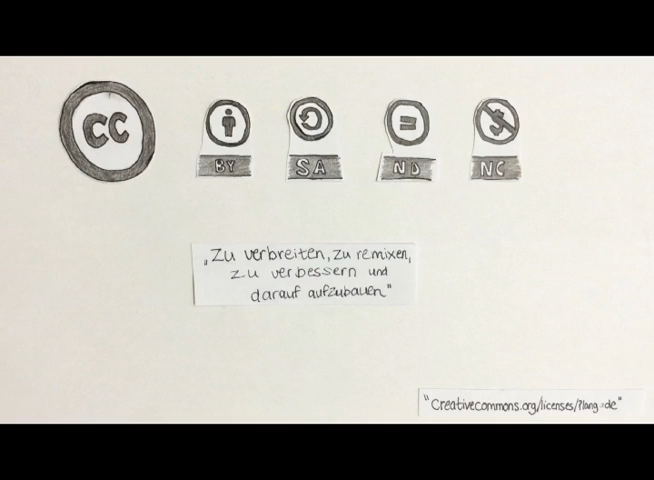 CC
BY SA ND NC
„Zu verbreiten, zu remixen,
zu verbessern und
darauf aufzubauen"
"Creativecommons.org/licenses/?lang=de"